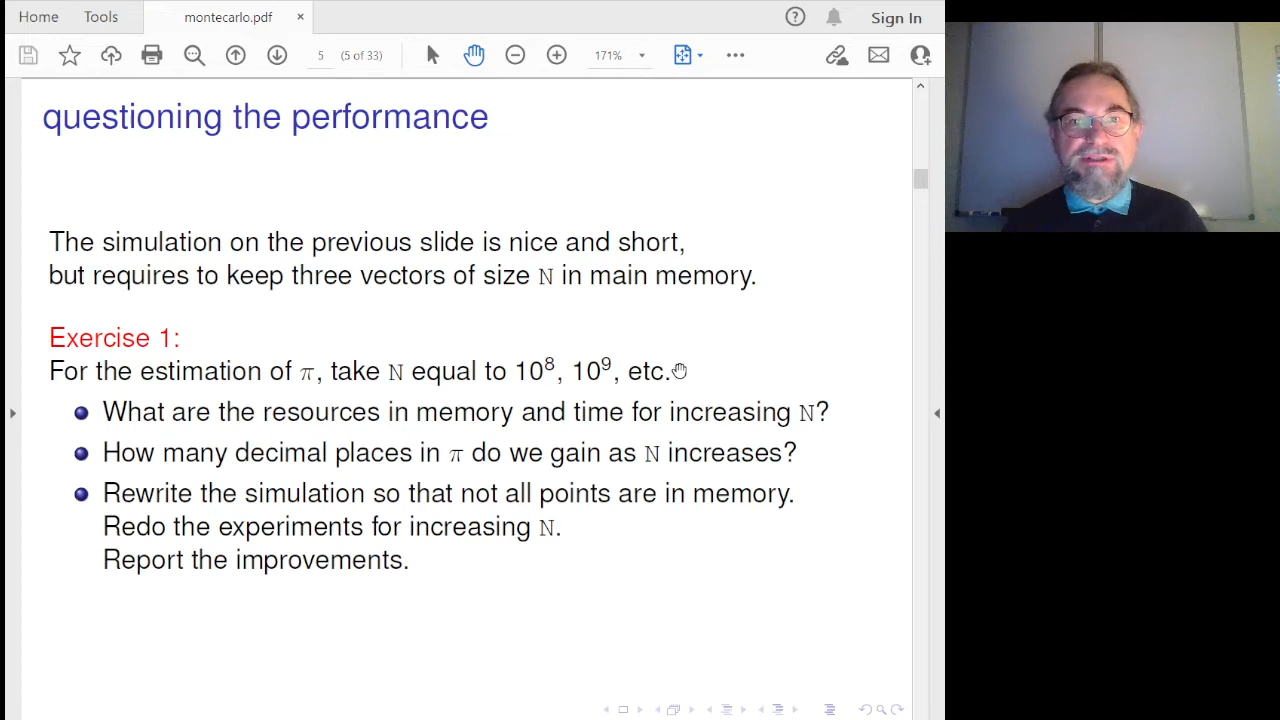 Home Tools montecarlo.pdf × Sign In
5 (5 of 33) 171%
questioning the performance
The simulation on the previous slide is nice and short,
but requires to keep three vectors of size N in main memory.
Exercise 1:
For the estimation of π, take N equal to 10⁸, 10⁹, etc.
What are the resources in memory and time for increasing N?
How many decimal places in π do we gain as N increases?
Rewrite the simulation so that not all points are in memory.
Redo the experiments for increasing N.
Report the improvements.